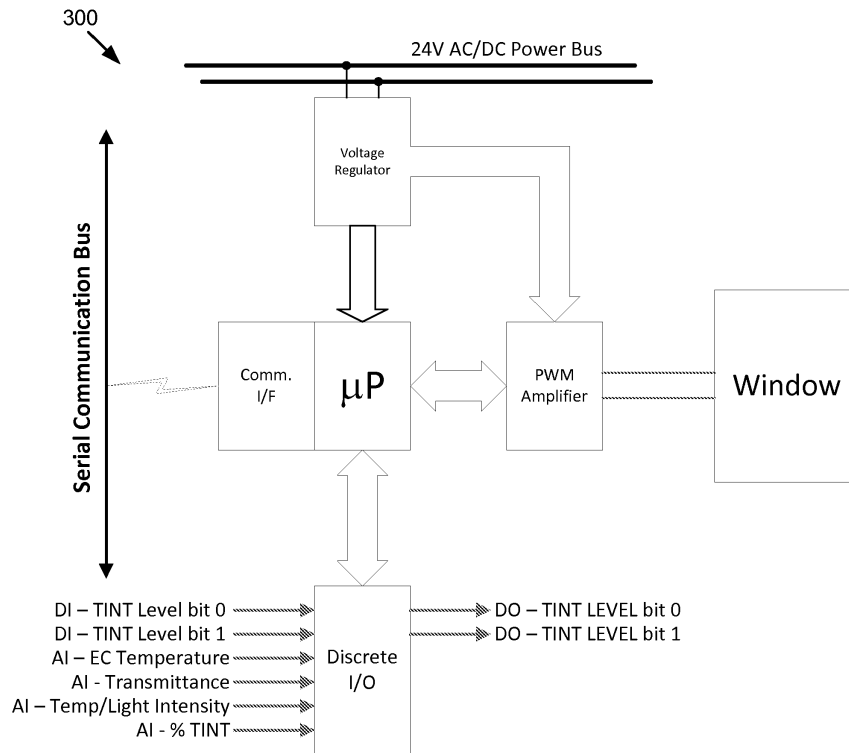 300
24V AC/DC Power Bus
Voltage
Regulator
Serial Communication Bus
Comm.
I/F
µP
PWM
Amplifier
Window
DI – TINT Level bit 0
DI – TINT Level bit 1
AI – EC Temperature
AI - Transmittance
AI – Temp/Light Intensity
AI - % TINT
Discrete
I/O
DO – TINT LEVEL bit 0
DO – TINT LEVEL bit 1